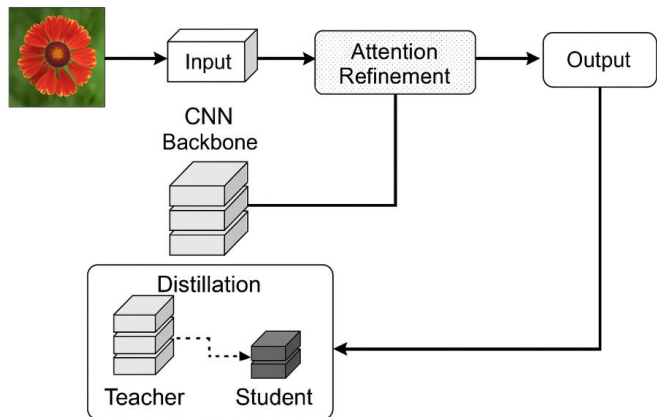 Input
Attention
Refinement
Output
CNN
Backbone
Distillation
Teacher
Student